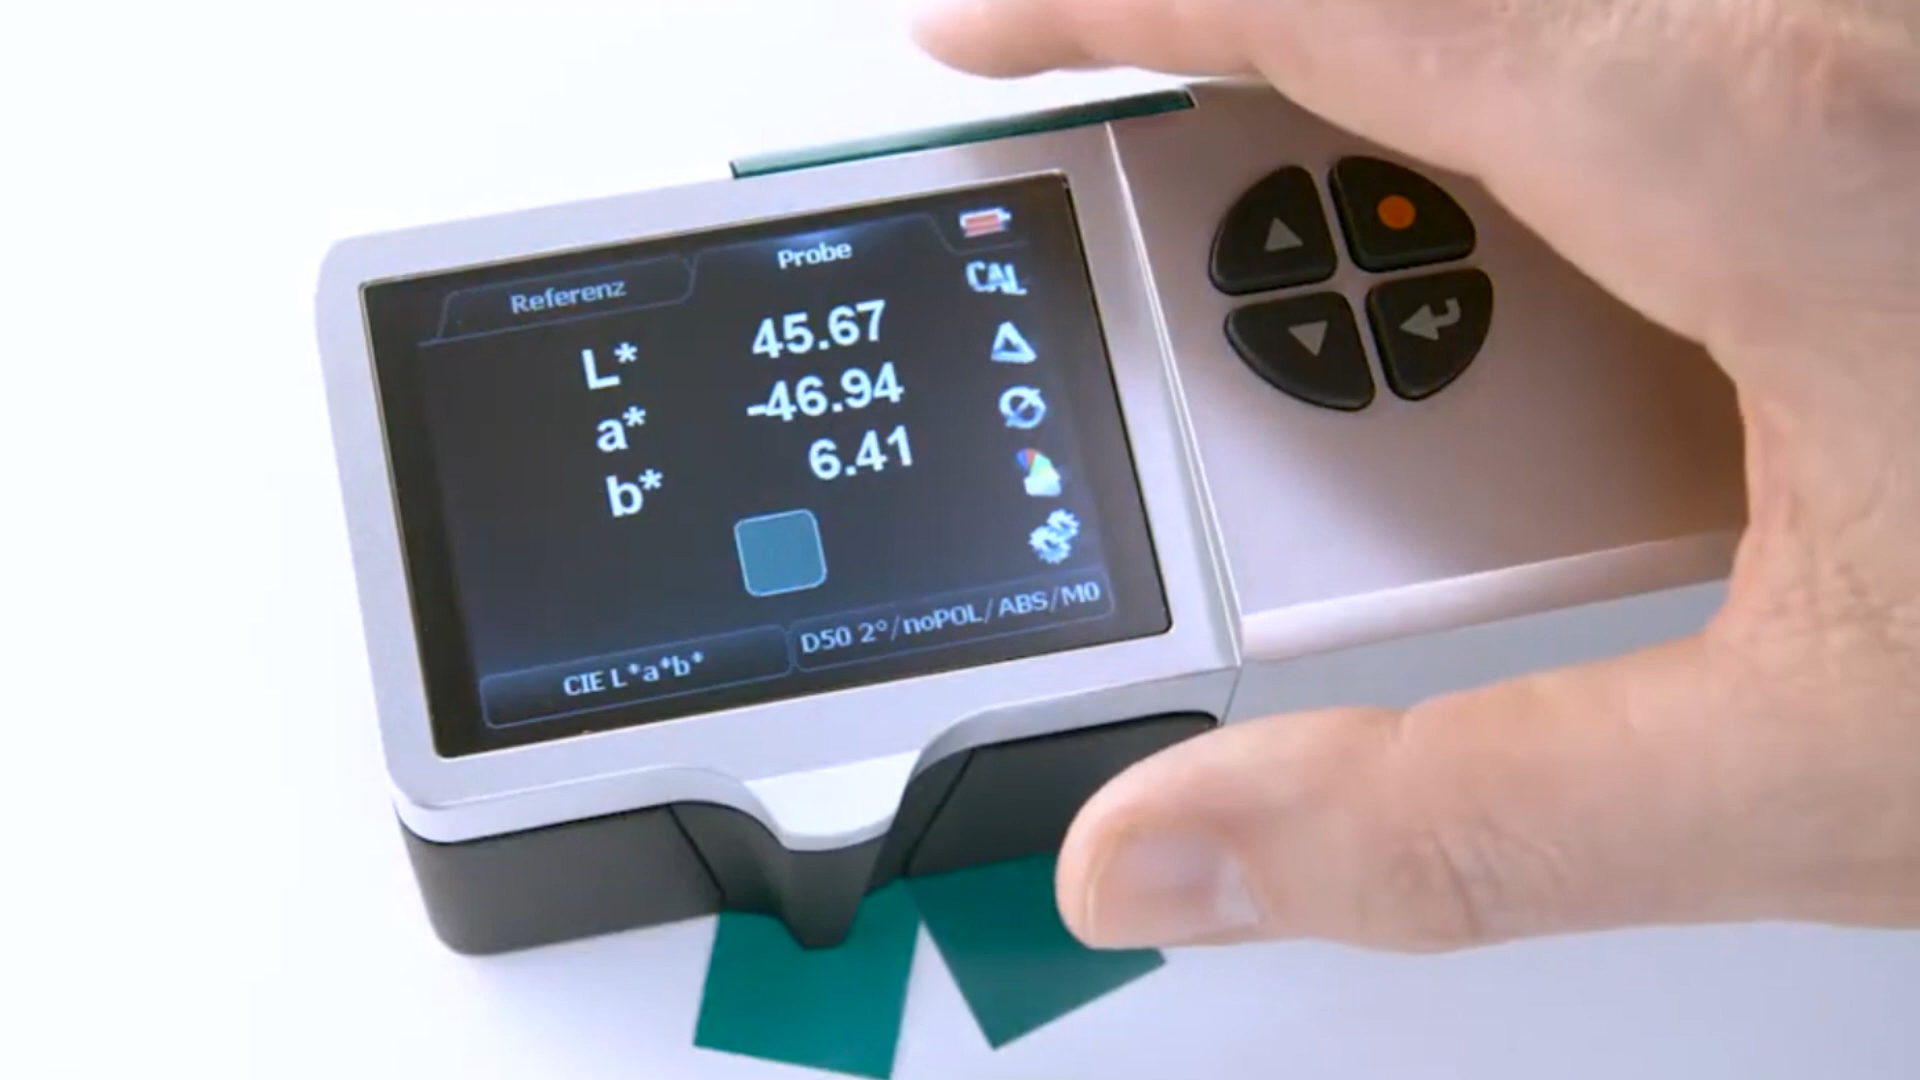 Referenz
Probe
CAL
L* 45.67
a* -46.94
b* 6.41
CIE L*a*b*
D50 2°/noPOL/ABS/M0